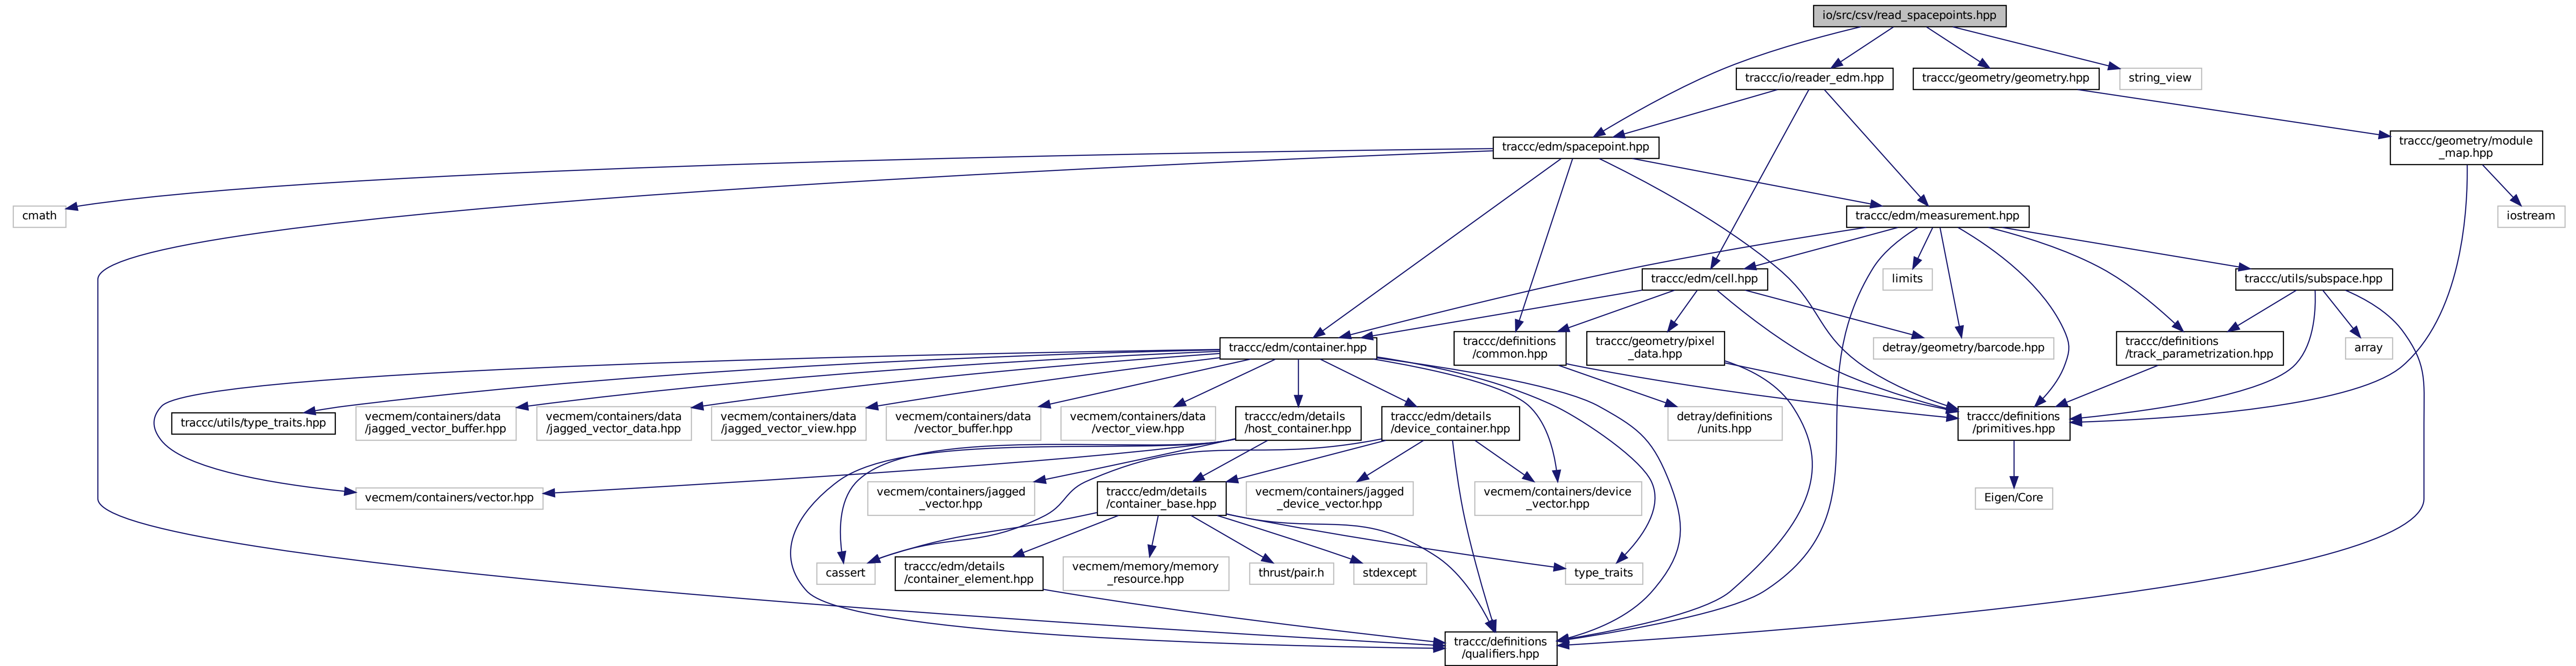 io/src/csv/read_spacepoints.hpp
traccc/io/reader_edm.hpp
traccc/geometry/geometry.hpp
string_view
traccc/edm/spacepoint.hpp
traccc/geometry/module
_map.hpp
cmath
traccc/edm/measurement.hpp
iostream
traccc/edm/cell.hpp
limits
traccc/utils/subspace.hpp
traccc/edm/container.hpp
traccc/definitions
/common.hpp
traccc/geometry/pixel
_data.hpp
detray/geometry/barcode.hpp
traccc/definitions
/track_parametrization.hpp
array
traccc/utils/type_traits.hpp
vecmem/containers/data
/jagged_vector_buffer.hpp
vecmem/containers/data
/jagged_vector_data.hpp
vecmem/containers/data
/jagged_vector_view.hpp
vecmem/containers/data
/vector_buffer.hpp
vecmem/containers/data
/vector_view.hpp
traccc/edm/details
/host_container.hpp
traccc/edm/details
/device_container.hpp
detray/definitions
/units.hpp
traccc/definitions
/primitives.hpp
vecmem/containers/vector.hpp
vecmem/containers/jagged
_vector.hpp
traccc/edm/details
/container_base.hpp
vecmem/containers/jagged
_device_vector.hpp
vecmem/containers/device
_vector.hpp
Eigen/Core
cassert
traccc/edm/details
/container_element.hpp
vecmem/memory/memory
_resource.hpp
thrust/pair.h
stdexcept
type_traits
traccc/definitions
/qualifiers.hpp